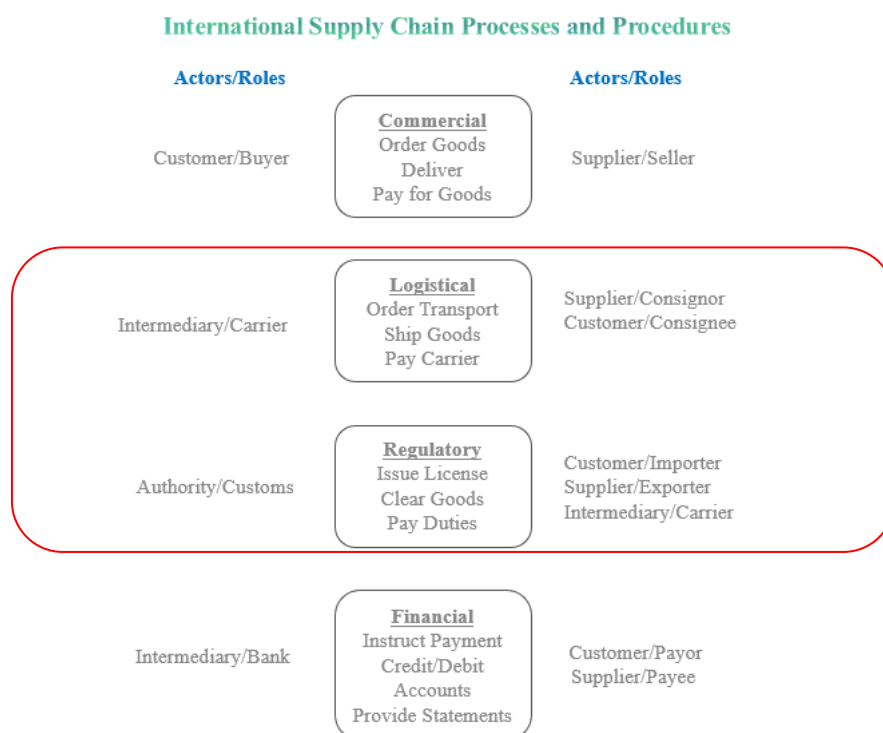 International Supply Chain Processes and Procedures
Actors/Roles
Actors/Roles
Commercial
Order Goods
Deliver
Pay for Goods
Customer/Buyer
Supplier/Seller
Logistical
Order Transport
Ship Goods
Pay Carrier
Intermediary/Carrier
Supplier/Consignor
Customer/Consignee
Regulatory
Issue License
Clear Goods
Pay Duties
Authority/Customs
Customer/Importer
Supplier/Exporter
Intermediary/Carrier
Financial
Instruct Payment
Credit/Debit
Accounts
Provide Statements
Intermediary/Bank
Customer/Payor
Supplier/Payee